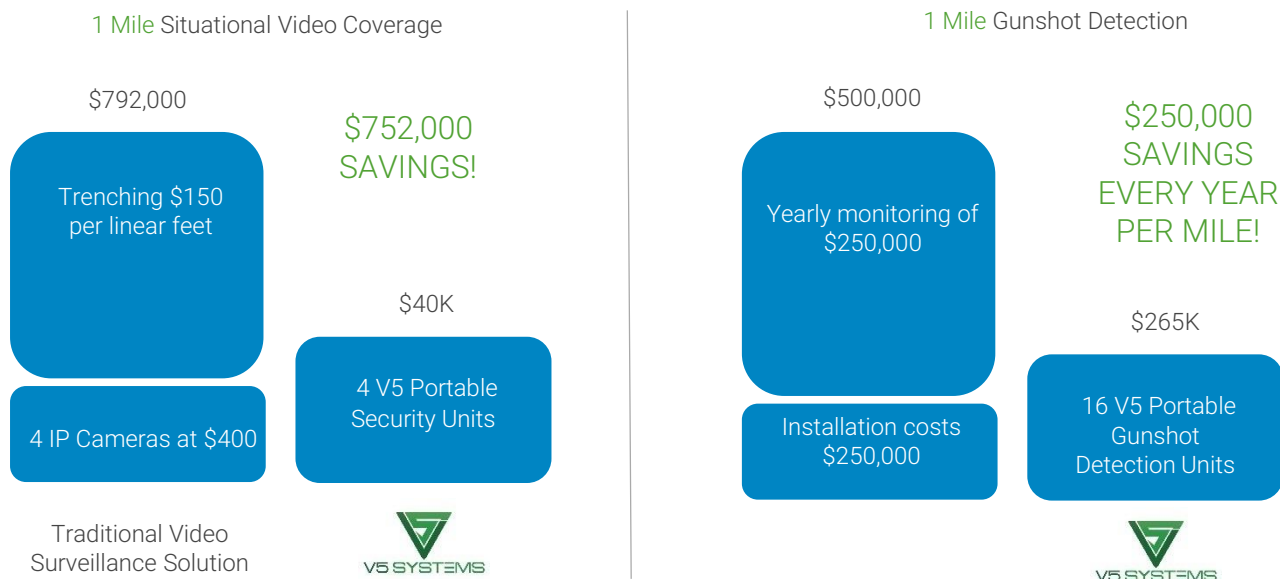 1 Mile Situational Video Coverage
$792,000
$752,000
SAVINGS!
Trenching $150
per linear feet
$40K
4 V5 Portable
Security Units
4 IP Cameras at $400
Traditional Video
Surveillance Solution
V5 SYSTEMS
1 Mile Gunshot Detection
$500,000
$250,000
SAVINGS
EVERY YEAR
PER MILE!
Yearly monitoring of
$250,000
$265K
16 V5 Portable
Gunshot
Detection Units
Installation costs
$250,000
V5 SYSTEMS